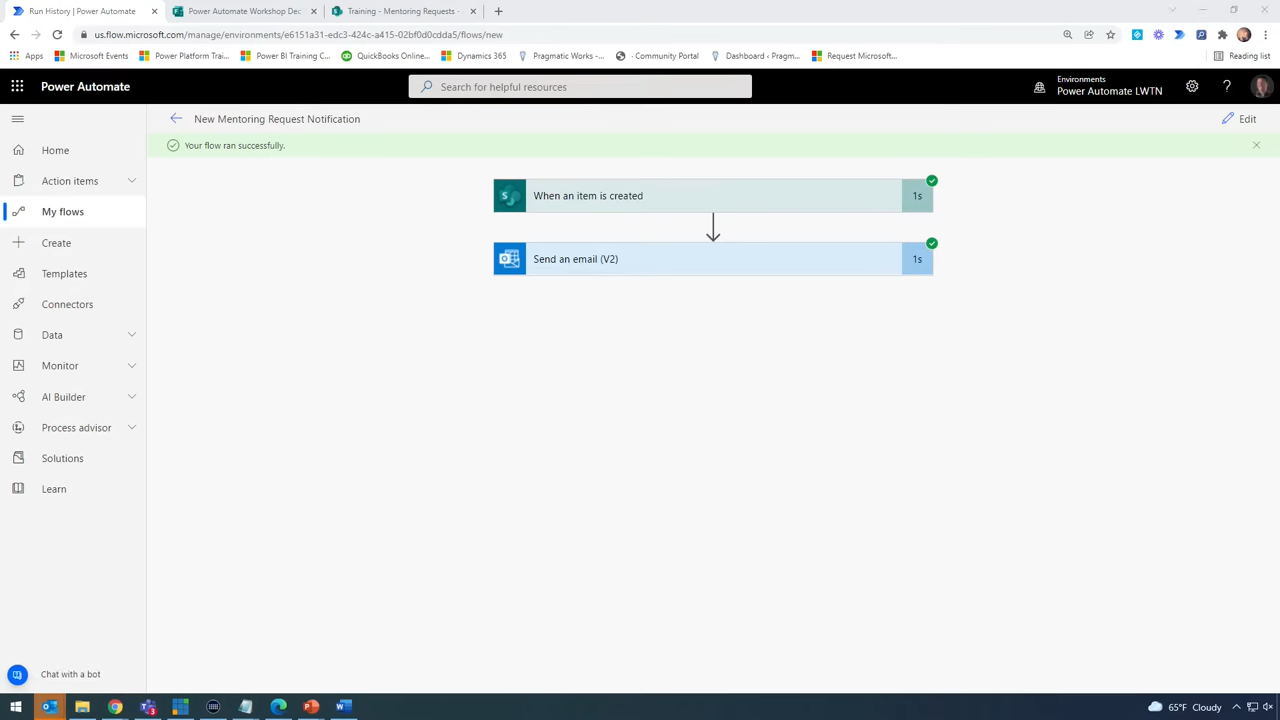 Run History | Power Automate
Power Automate Workshop Dec
Training - Mentoring Requests -
us.flow.microsoft.com/manage/environments/e6151a31-edc3-424c-a415-02bf0d0cdda5/flows/new
Apps
Microsoft Events
Power Platform Trai...
Power BI Training C...
QuickBooks Online...
Dynamics 365
Pragmatic Works -...
· Community Portal
Dashboard ‹ Pragm...
Request Microsoft...
Reading list
Power Automate
Search for helpful resources
Environments
Power Automate LWTN
New Mentoring Request Notification
Edit
Your flow ran successfully.
Home
Action items
My flows
Create
Templates
Connectors
Data
Monitor
AI Builder
Process advisor
Solutions
Learn
When an item is created
1s
Send an email (V2)
1s
Chat with a bot
65°F Cloudy